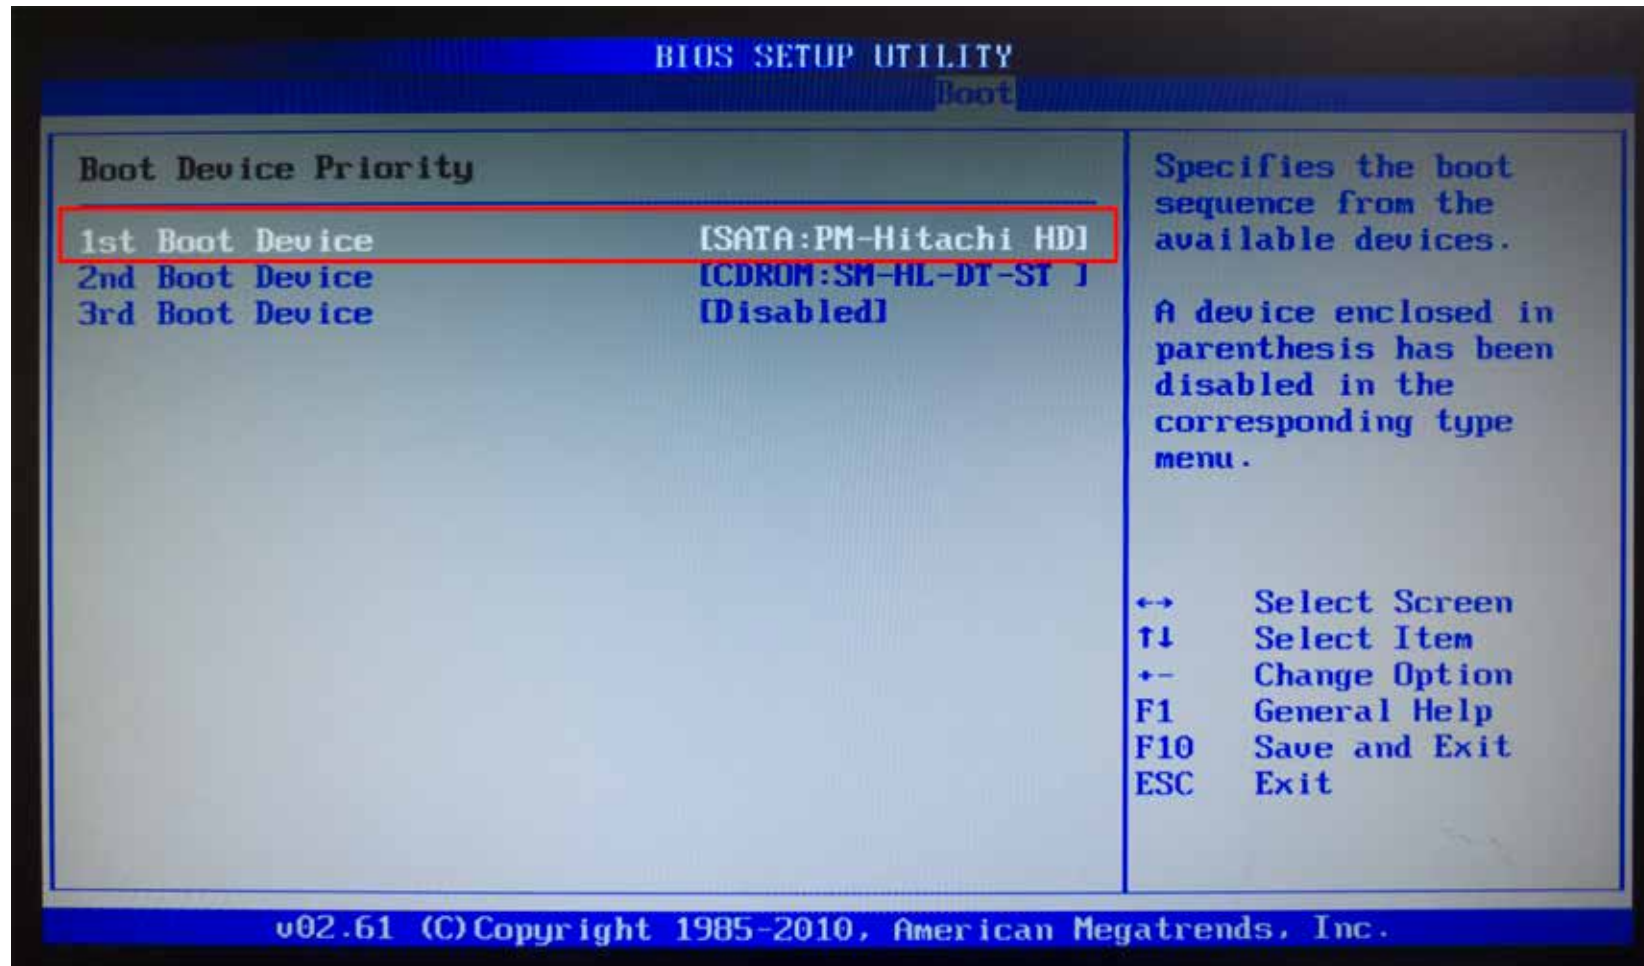 BIOS SETUP UTILITY
Boot
Boot Device Priority
1st Boot Device [SATA:PM-Hitachi HD]
2nd Boot Device [CDROM:SM-HL-DT-ST ]
3rd Boot Device [Disabled]
Specifies the boot
sequence from the
available devices.
A device enclosed in
parenthesis has been
disabled in the
corresponding type
menu.
←→ Select Screen
↑↓ Select Item
+- Change Option
F1 General Help
F10 Save and Exit
ESC Exit
v02.61 (C)Copyright 1985-2010, American Megatrends, Inc.